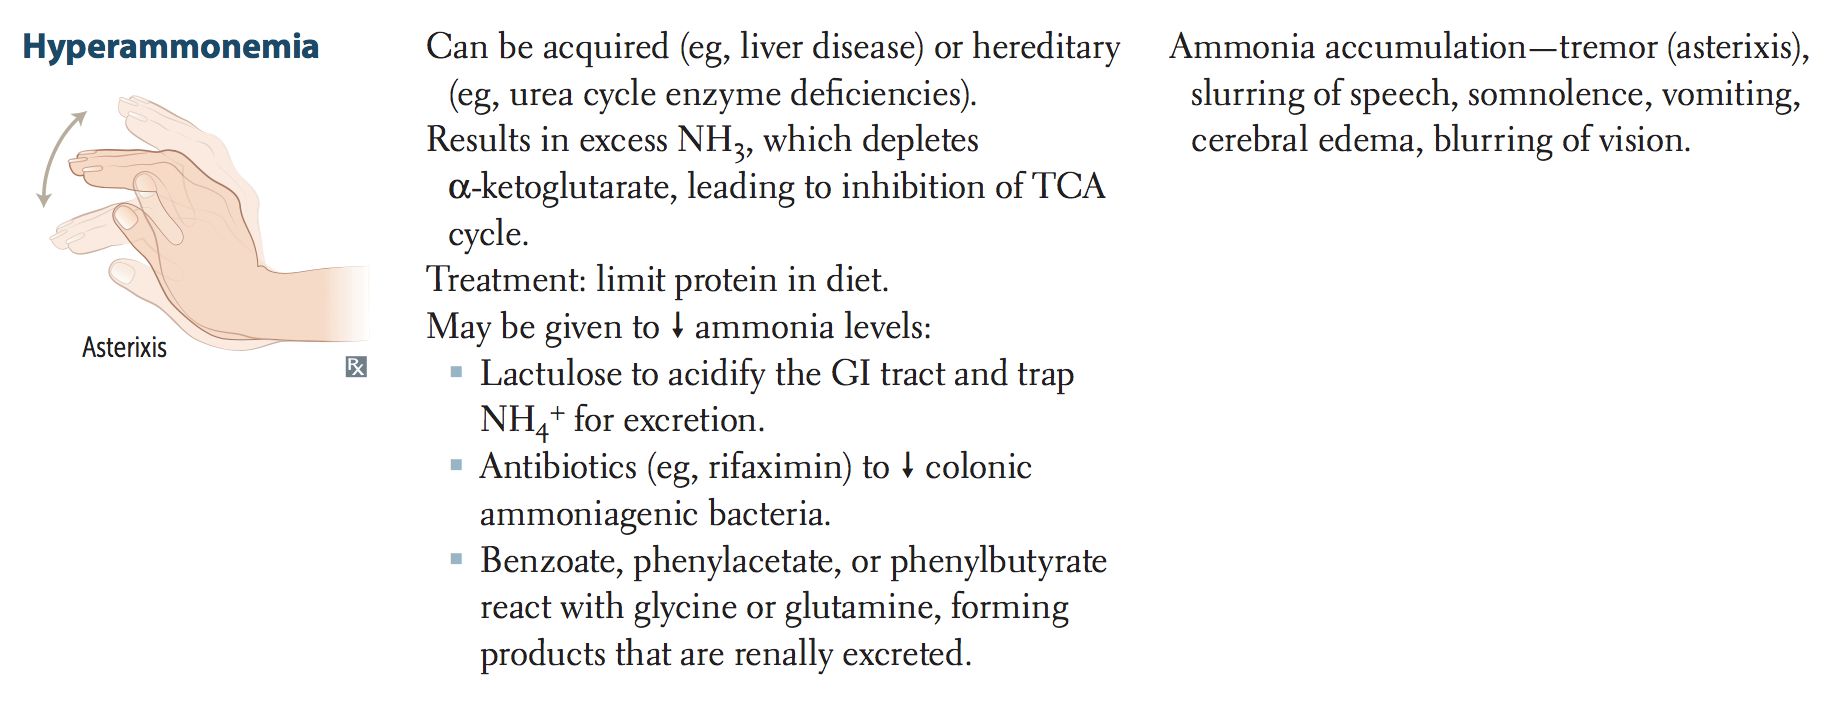 Hyperammonemia
Asterixis
Rx
Can be acquired (eg, liver disease) or hereditary
(eg, urea cycle enzyme deficiencies).
Results in excess NH₃, which depletes
α-ketoglutarate, leading to inhibition of TCA
cycle.
Treatment: limit protein in diet.
May be given to ↓ ammonia levels:
▪ Lactulose to acidify the GI tract and trap
NH₄⁺ for excretion.
▪ Antibiotics (eg, rifaximin) to ↓ colonic
ammoniagenic bacteria.
▪ Benzoate, phenylacetate, or phenylbutyrate
react with glycine or glutamine, forming
products that are renally excreted.
Ammonia accumulation—tremor (asterixis),
slurring of speech, somnolence, vomiting,
cerebral edema, blurring of vision.